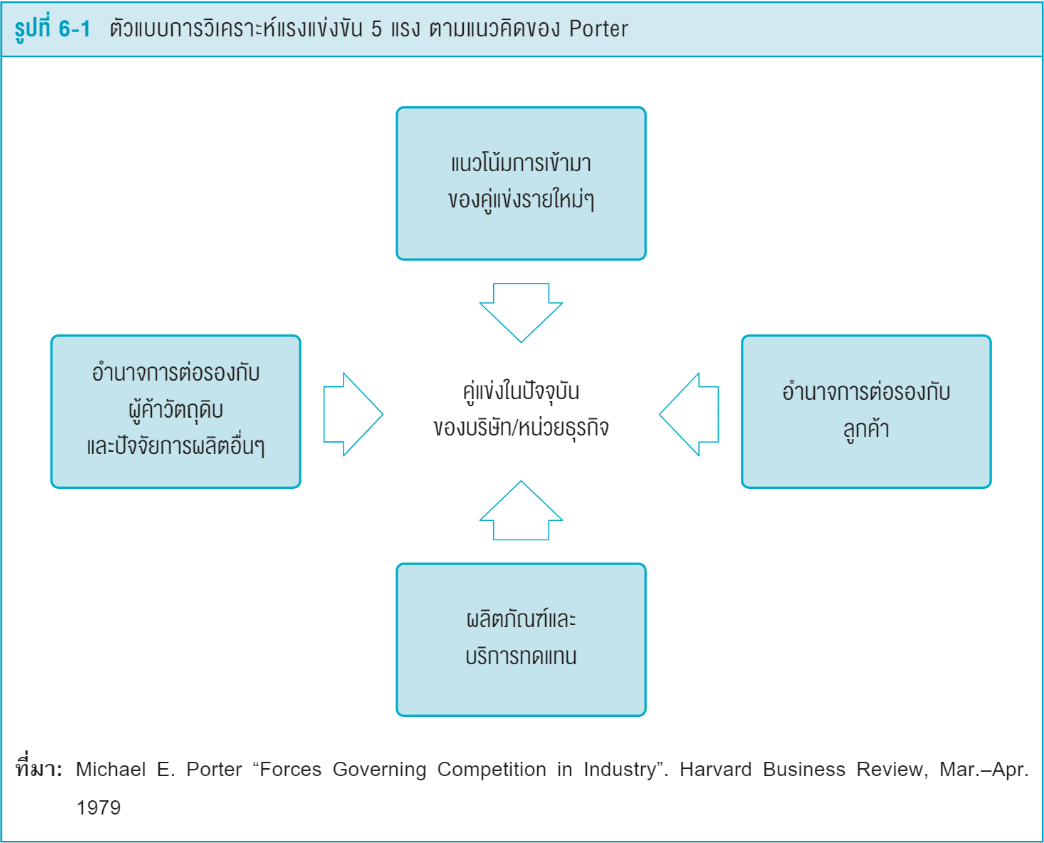 รูปที่ 6-1 ตัวแบบการวิเคราะห์แรงแข่งขัน 5 แรง ตามแนวคิดของ Porter
แนวโน้มการเข้ามา
ของคู่แข่งรายใหม่ๆ
อำนาจการต่อรองกับ
ผู้ค้าวัตถุดิบ
และปัจจัยการผลิตอื่นๆ
คู่แข่งในปัจจุบัน
ของบริษัท/หน่วยธุรกิจ
อำนาจการต่อรองกับ
ลูกค้า
ผลิตภัณฑ์และ
บริการทดแทน
ที่มา: Michael E. Porter “Forces Governing Competition in Industry”. Harvard Business Review, Mar.–Apr.
1979